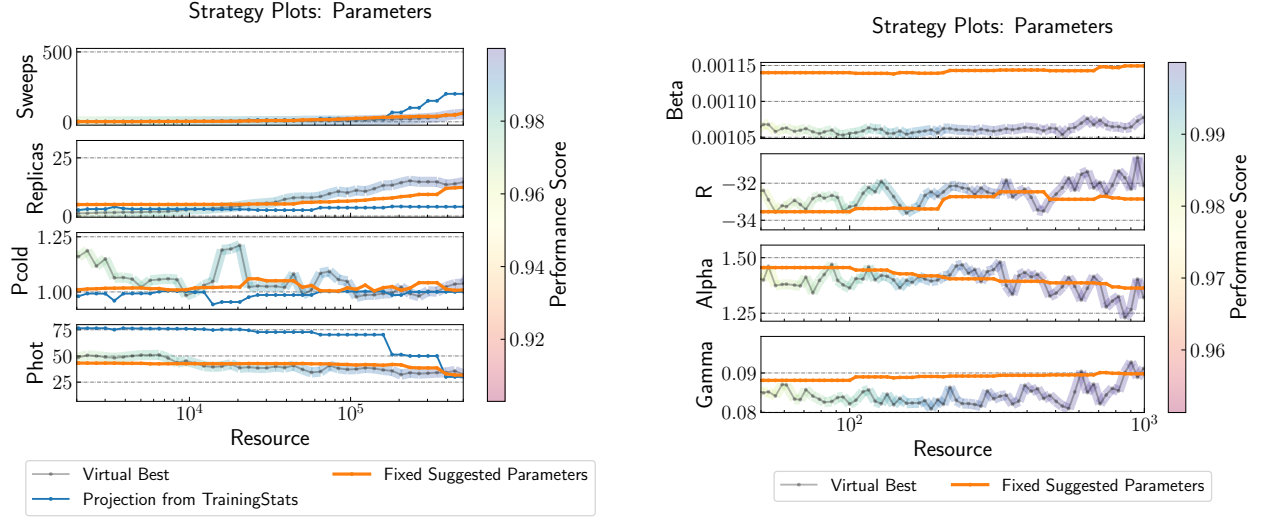 Strategy Plots: Parameters
500
0
Sweeps
25
0
Replicas
1.25
1.00
Pcold
75
50
25
Phot
10^4
10^5
Resource
0.98
0.96
0.94
0.92
Performance Score
Virtual Best
Projection from TrainingStats
Fixed Suggested Parameters
Strategy Plots: Parameters
0.00115
0.00110
0.00105
Beta
−32
−34
R
1.50
1.25
Alpha
0.09
0.08
Gamma
10^2
10^3
Resource
0.99
0.98
0.97
0.96
Performance Score
Virtual Best
Fixed Suggested Parameters